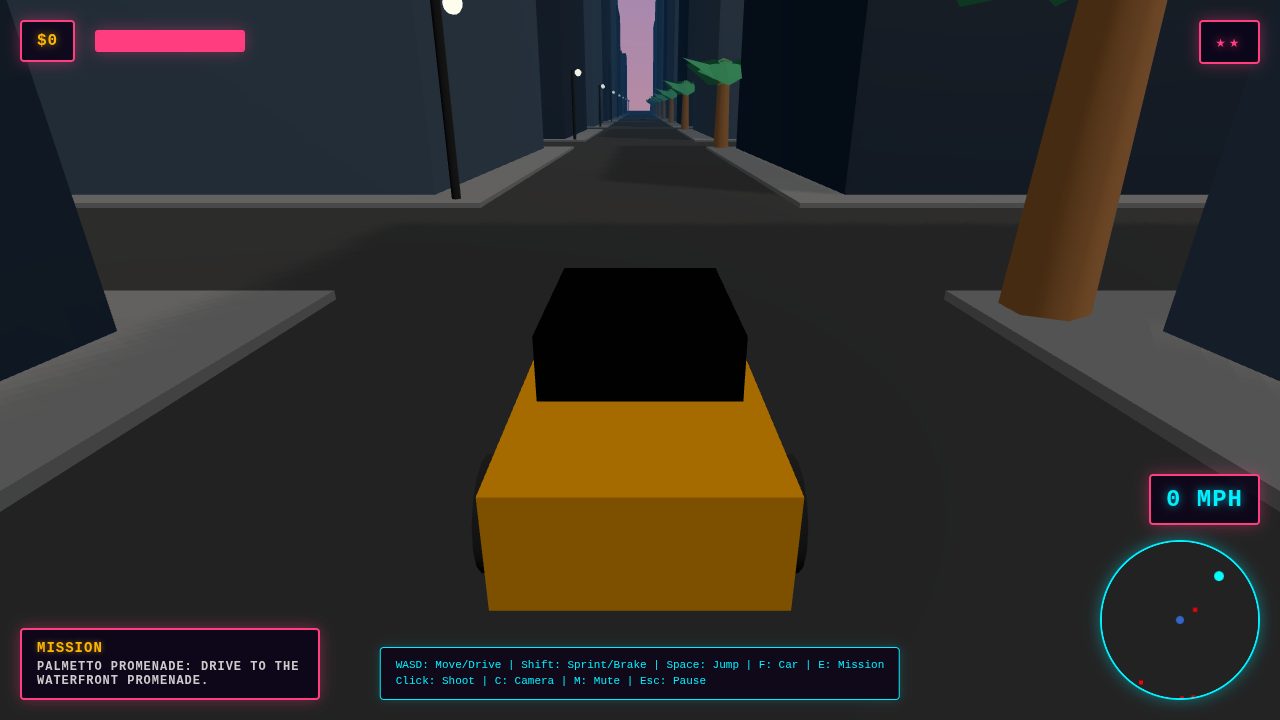 $0
★★
0 MPH
MISSION
PALMETTO PROMENADE: DRIVE TO THE
WATERFRONT PROMENADE.
WASD: Move/Drive | Shift: Sprint/Brake | Space: Jump | F: Car | E: Mission
Click: Shoot | C: Camera | M: Mute | Esc: Pause